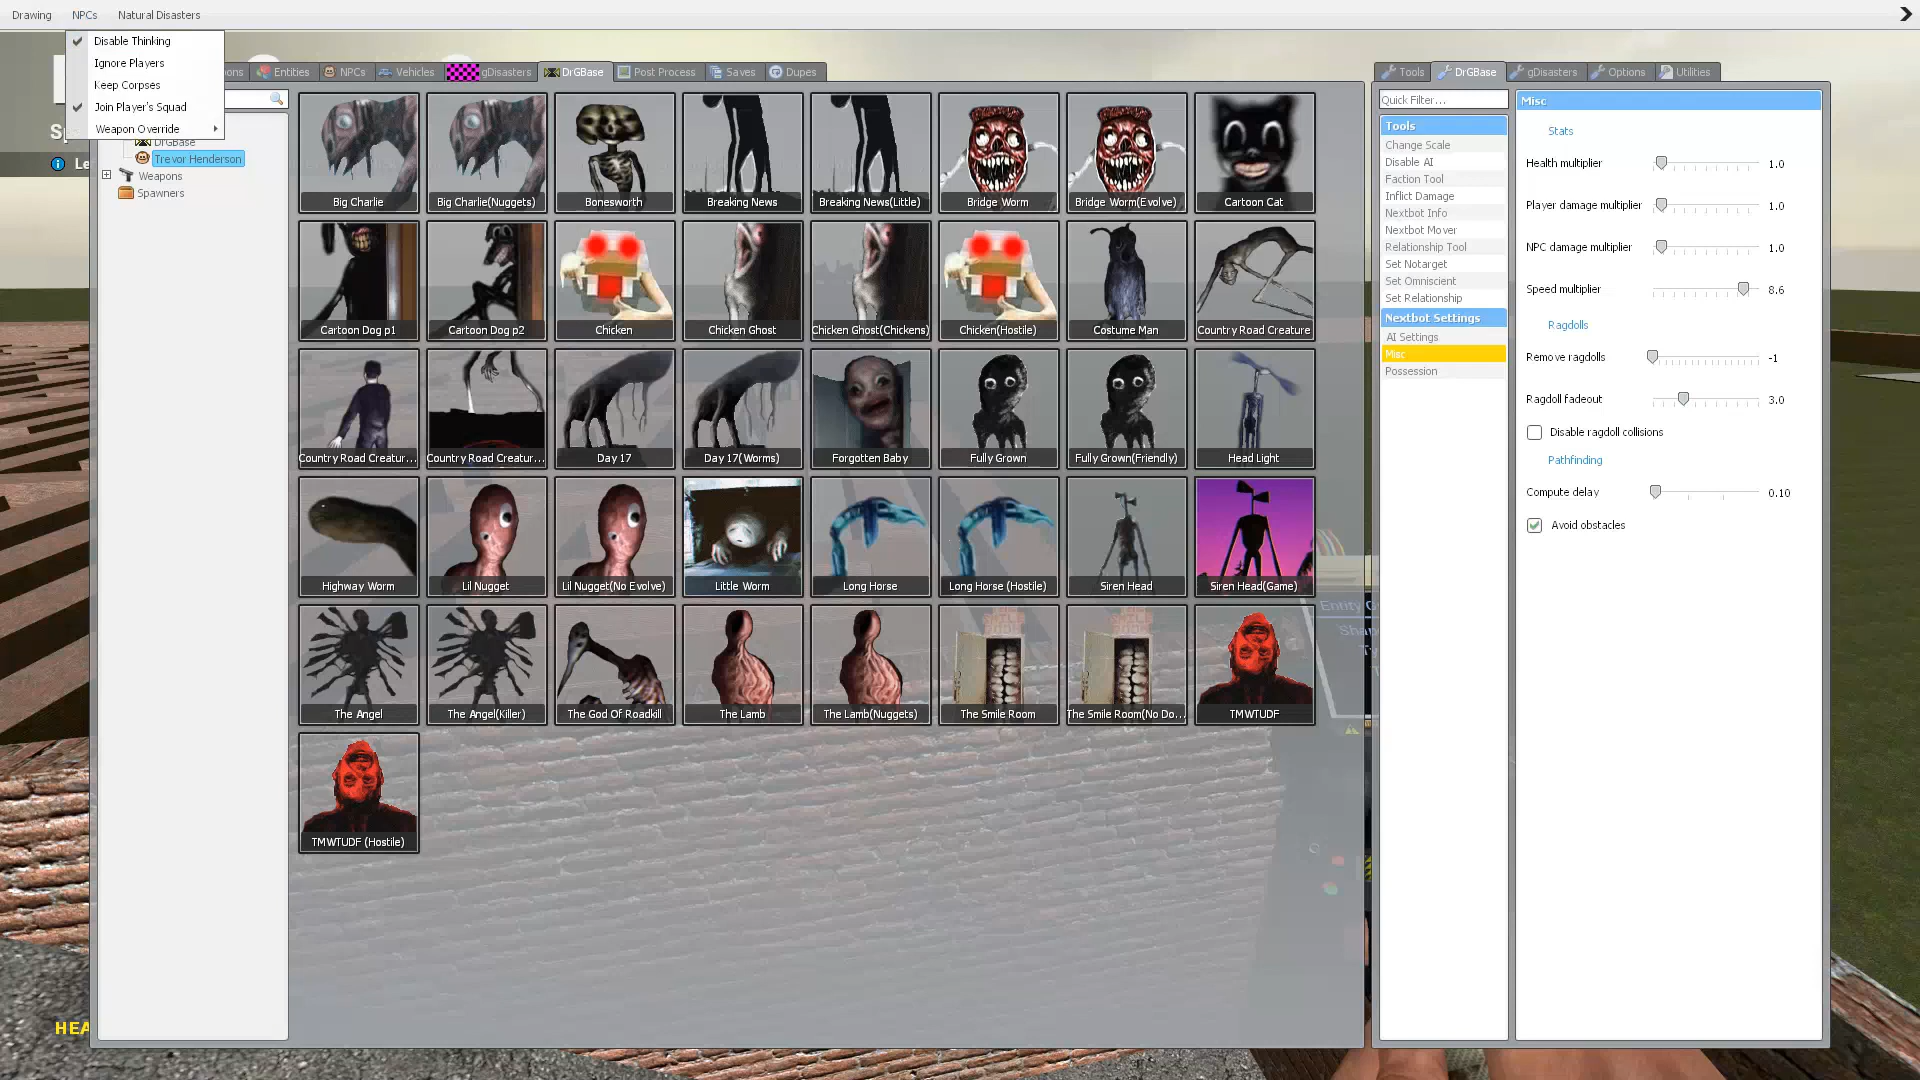 Drawing NPCs Natural Disasters
Disable Thinking
Ignore Players
Keep Corpses
Join Player's Squad
Weapon Override
Entities NPCs Vehicles gDisasters DrGBase Post Process Saves Dupes
DrGBase
Trevor Henderson
Weapons
Spawners
Big Charlie Big Charlie(Nuggets) Bonesworth Breaking News Breaking News(Little) Bridge Worm Bridge Worm(Evolve) Cartoon Cat
Cartoon Dog p1 Cartoon Dog p2 Chicken Chicken Ghost Chicken Ghost(Chickens) Chicken(Hostile) Costume Man Country Road Creature
Country Road Creatur... Country Road Creatur... Day 17 Day 17(Worms) Forgotten Baby Fully Grown Fully Grown(Friendly) Head Light
Highway Worm Lil Nugget Lil Nugget(No Evolve) Little Worm Long Horse Long Horse (Hostile) Siren Head Siren Head(Game)
The Angel The Angel(Killer) The God Of Roadkill The Lamb The Lamb(Nuggets) The Smile Room The Smile Room(No Do... TMWTUDF
TMWTUDF (Hostile)
HEA
Entity G
Shap
Tools DrGBase gDisasters Options Utilities
Quick Filter...
Tools
Change Scale
Disable AI
Faction Tool
Inflict Damage
Nextbot Info
Nextbot Mover
Relationship Tool
Set Notarget
Set Omniscient
Set Relationship
Nextbot Settings
AI Settings
Misc
Possession
Misc
Stats
Health multiplier 1.0
Player damage multiplier 1.0
NPC damage multiplier 1.0
Speed multiplier 8.6
Ragdolls
Remove ragdolls -1
Ragdoll fadeout 3.0
Disable ragdoll collisions
Pathfinding
Compute delay 0.10
Avoid obstacles